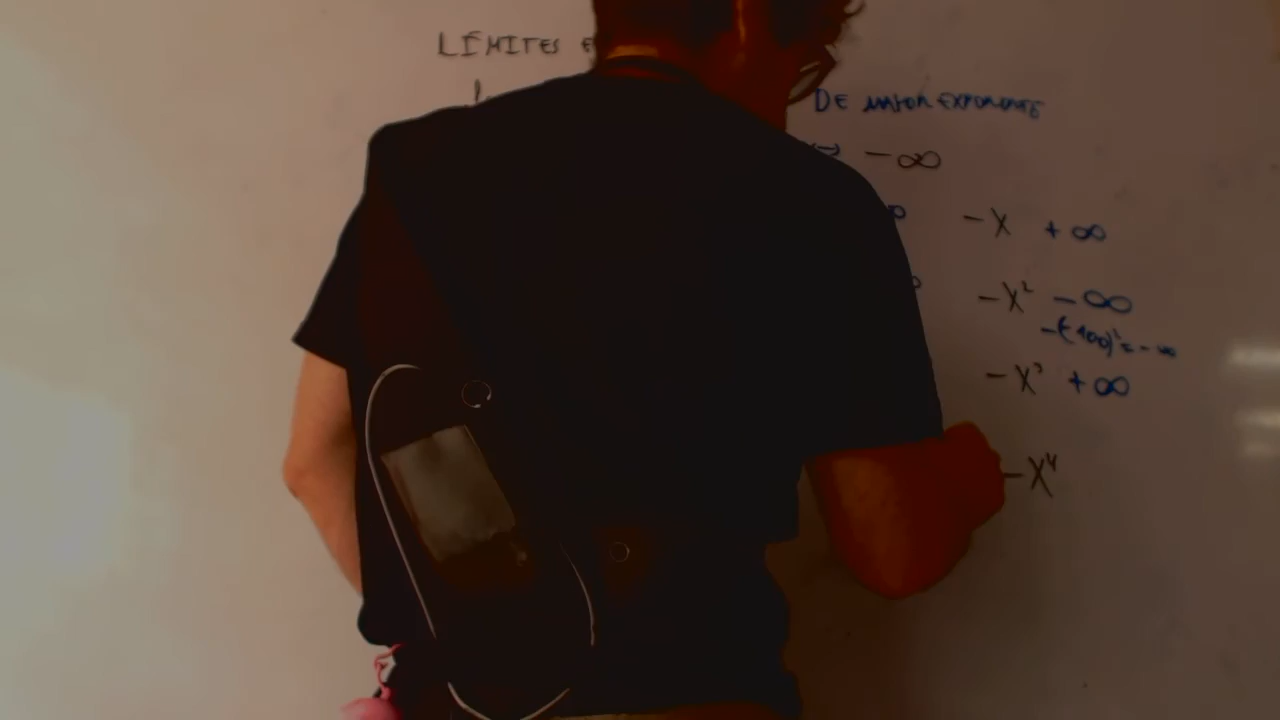 LÍMITES
DE MAYOR EXPONENTE
→ -∞
-X +∞
-X² -∞
-(100)² = -∞
-X³ +∞
-X⁴